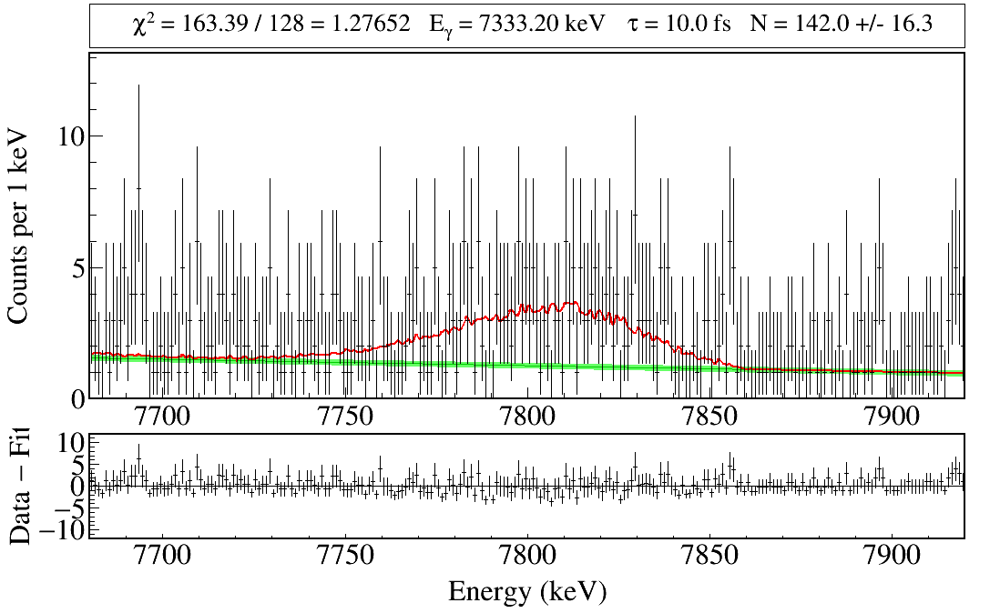 χ² = 163.39 / 128 = 1.27652 Eγ = 7333.20 keV τ = 10.0 fs N = 142.0 +/- 16.3
Counts per 1 keV
10
5
0
7700 7750 7800 7850 7900
Data − Fit
10
5
0
−5
−10
7700 7750 7800 7850 7900
Energy (keV)